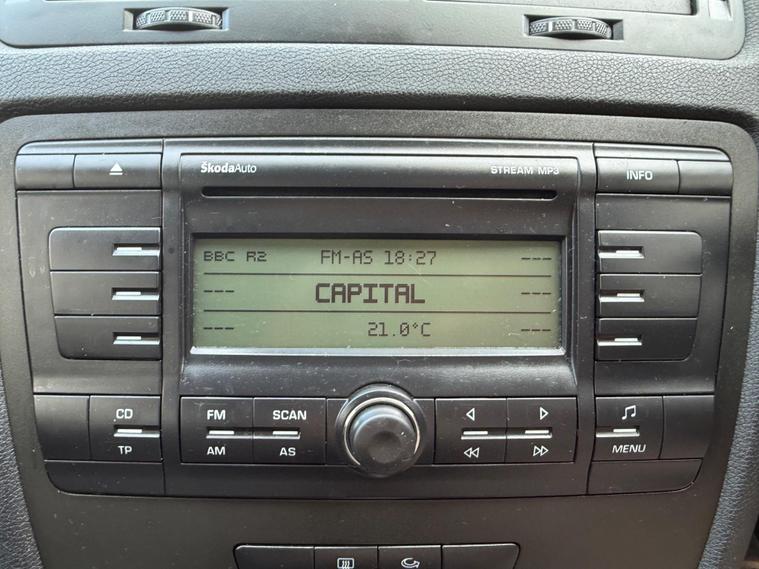 ŠkodaAuto STREAM MP3
INFO
BBC R2 FM-AS 18:27 ---
--- CAPITAL ---
--- 21.0°C ---
CD
TP
FM SCAN
AM AS
MENU